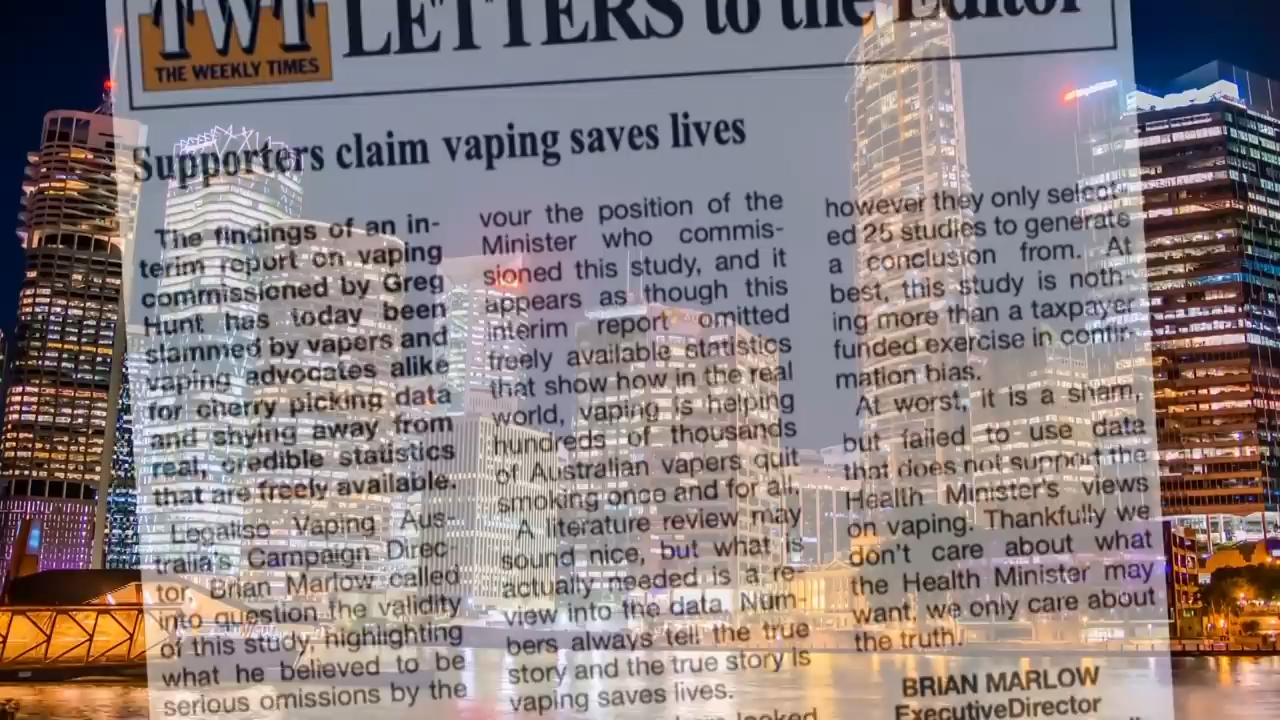 TWT
THE WEEKLY TIMES
LETTERS to the Editor
Supporters claim vaping saves lives
The findings of an in-
terim report on vaping
commissioned by Greg
Hunt has today been
slammed by vapers and
vaping advocates alike
for cherry picking data
and shying away from
real, credible statistics
that are freely available.
Legalise Vaping Aus-
tralia's Campaign Direc-
tor, Brian Marlow called
into question the validity
of this study, highlighting
what he believed to be
serious omissions by the
vour the position of the
Minister who commis-
sioned this study, and it
appears as though this
interim report omitted
freely available statistics
that show how in the real
world, vaping is helping
hundreds of thousands
of Australian vapers quit
smoking once and for all.
A literature review may
sound nice, but what is
actually needed is a re-
view into the data. Num-
bers always tell the true
story and the true story is
vaping saves lives.
looked
however they only select-
ed 25 studies to generate
a conclusion from. At
best, this study is noth-
ing more than a taxpayer
funded exercise in confir-
mation bias.
At worst, it is a sham,
but failed to use data
that does not support the
Health Minister's views
on vaping. Thankfully we
don't care about what
the Health Minister may
want, we only care about
the truth.
BRIAN MARLOW
ExecutiveDirector